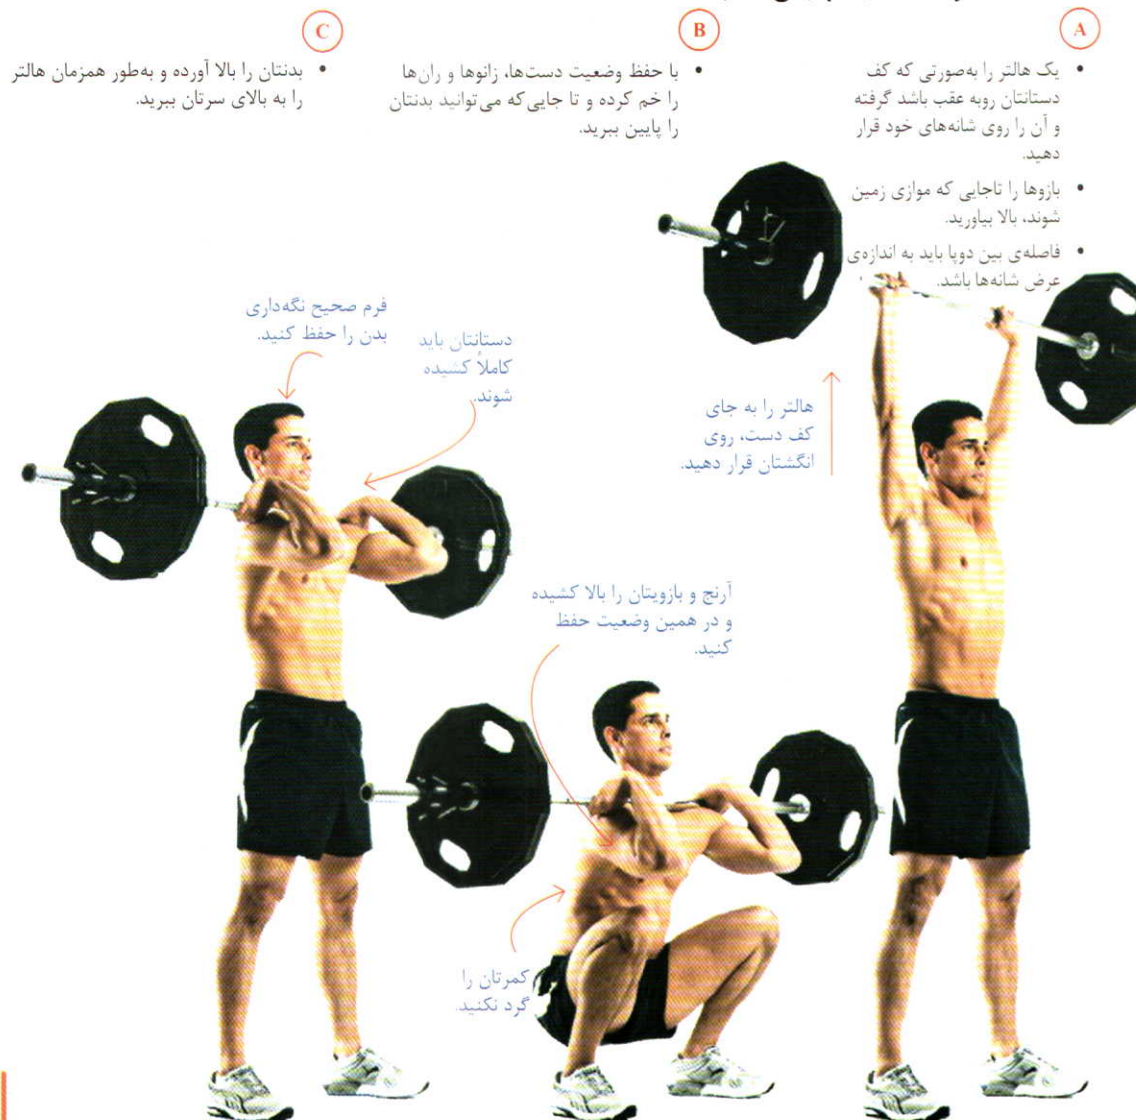 A
• یک هالتر را به‌صورتی که کف
دستانتان روبه عقب باشد گرفته
و آن را روی شانه‌های خود قرار
دهید.
• بازوها را تاجایی که موازی زمین
شوند، بالا بیاورید.
• فاصله‌ی بین دوپا باید به اندازه‌ی
عرض شانه‌ها باشد.
B
• با حفظ وضعیت دست‌ها، زانوها و ران‌ها
را خم کرده و تا جایی‌که می‌توانید بدنتان
را پایین ببرید.
C
• بدنتان را بالا آورده و به‌طور همزمان هالتر
را به بالای سرتان ببرید.
هالتر را به جای
کف دست، روی
انگشتان قرار دهید.
دستانتان باید
کاملاً کشیده
شوند.
فرم صحیح نگه‌داری
بدن را حفظ کنید.
آرنج و بازویتان را بالا کشیده
و در همین وضعیت حفظ
کنید.
کمرتان را
گرد نکنید.